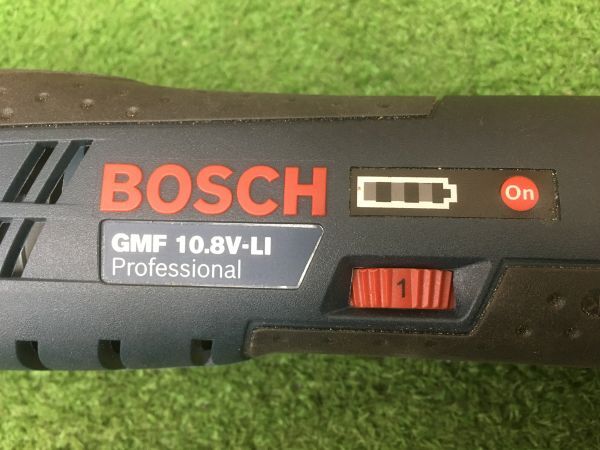 BOSCH
On
GMF 10.8V-LI
Professional
1